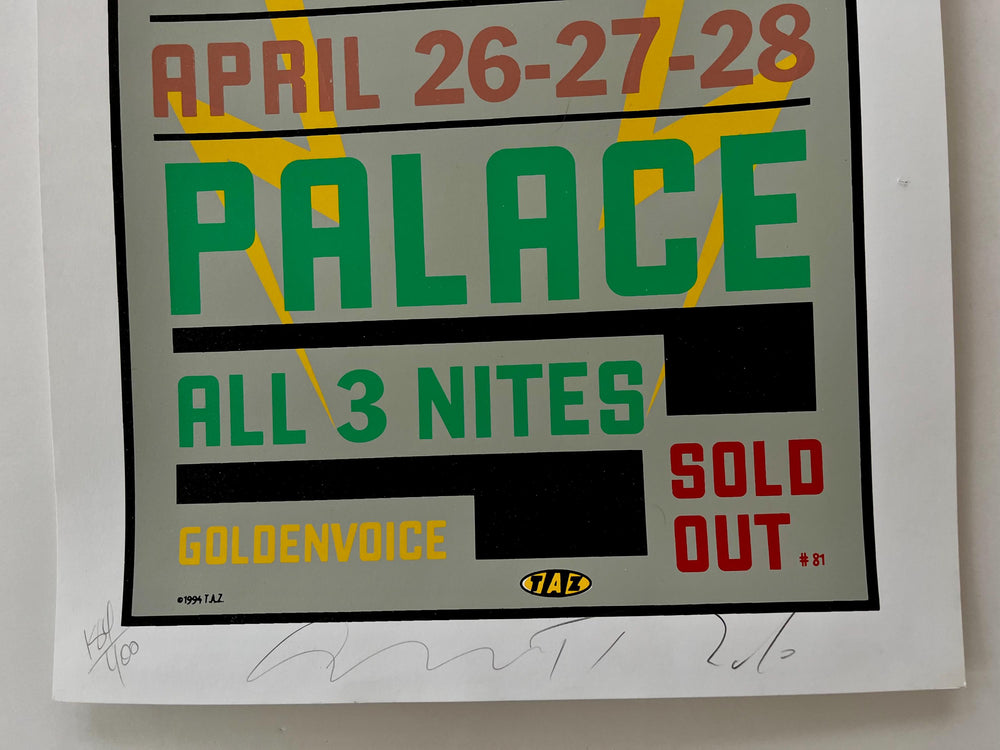 APRIL 26-27-28
PALACE
ALL 3 NITES
SOLD
OUT #81
GOLDENVOICE
TAZ
©1994 T.A.Z.